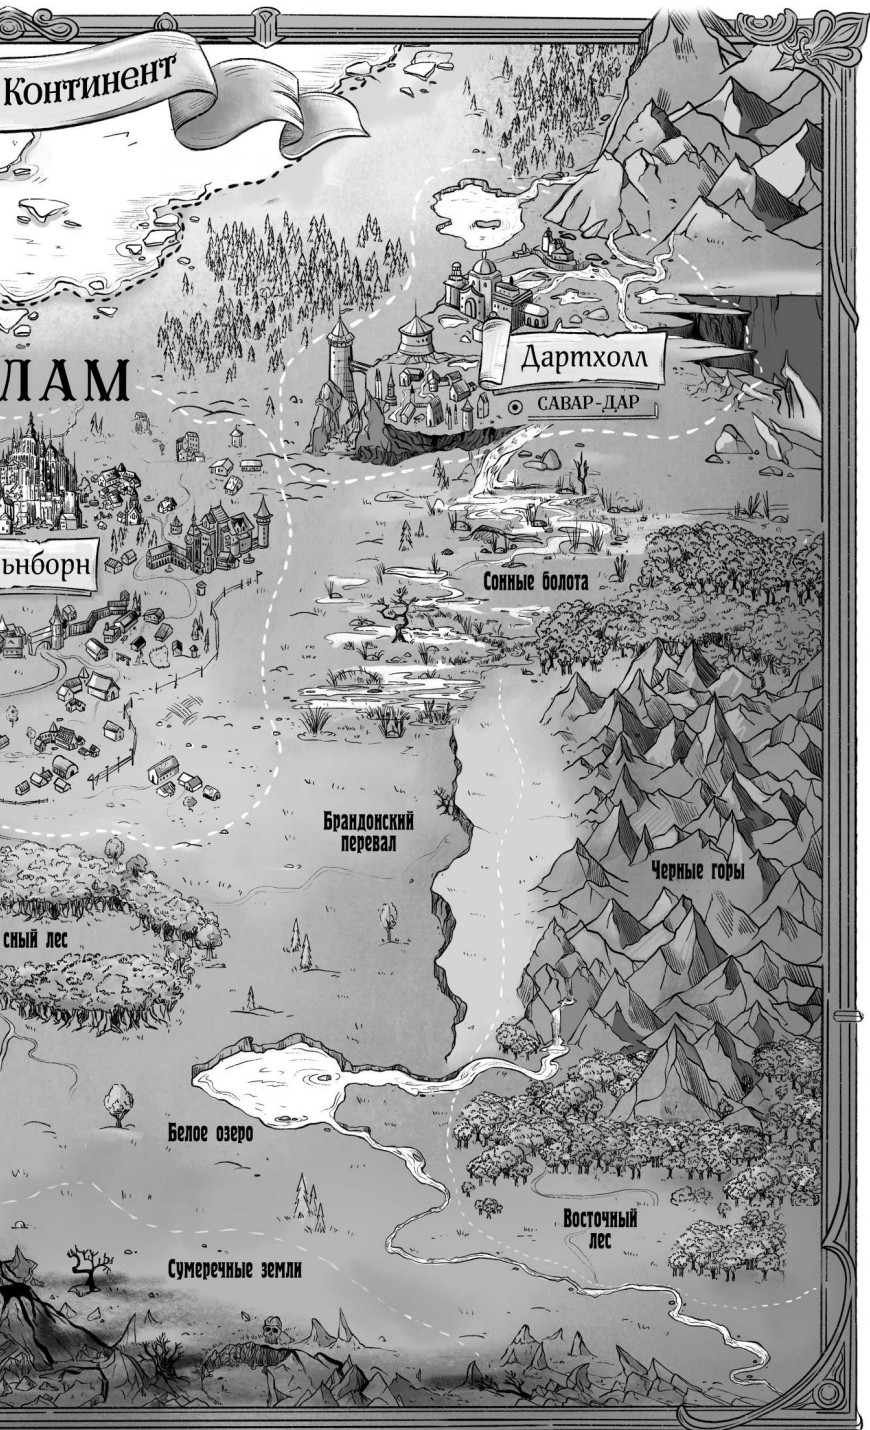 Континент
ЛАМ
Дартхолл
САВАР-ДАР
ьнборн
Сонные болота
Брандонский
перевал
Черные горы
сный лес
Белое озеро
Восточный
лес
Сумеречные земли